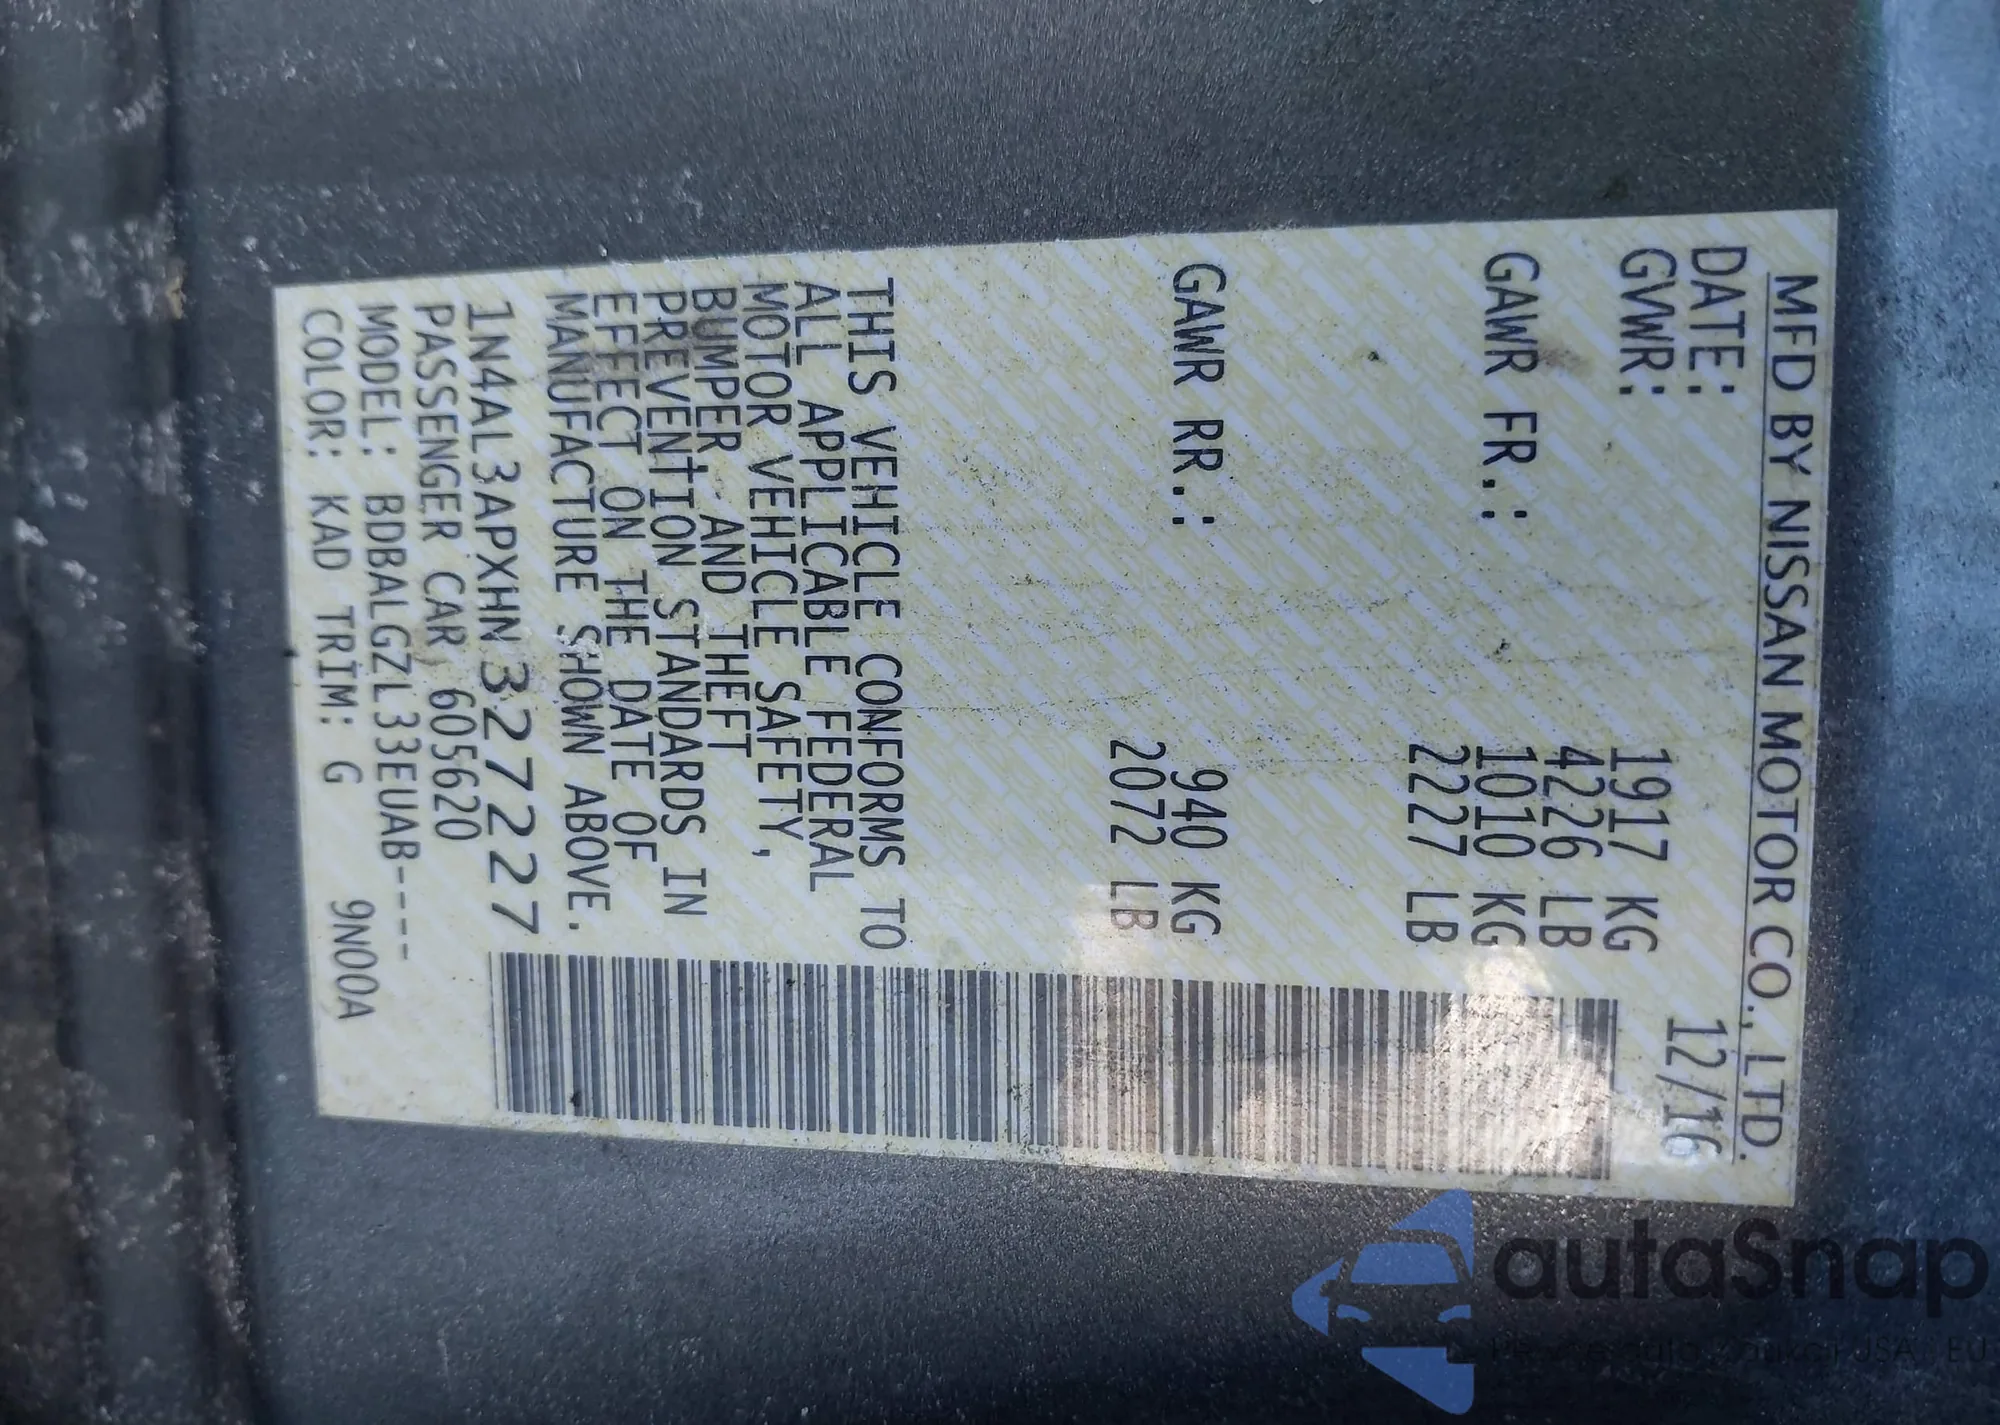 MFD BY NISSAN MOTOR CO., LTD.
DATE: 12/16
GVWR: 1917 KG
4226 LB
GAWR FR.: 1010 KG
2227 LB
GAWR RR.: 940 KG
2072 LB
THIS VEHICLE CONFORMS TO
ALL APPLICABLE FEDERAL
MOTOR VEHICLE SAFETY,
BUMPER, AND THEFT
PREVENTION STANDARDS IN
EFFECT ON THE DATE OF
MANUFACTURE SHOWN ABOVE.
1N4AL3APXHN327227
PASSENGER CAR 605620
MODEL: BDBALGZL33EUAB----
COLOR: KAD TRIM: G 9N00A
autaSnap
USA EU